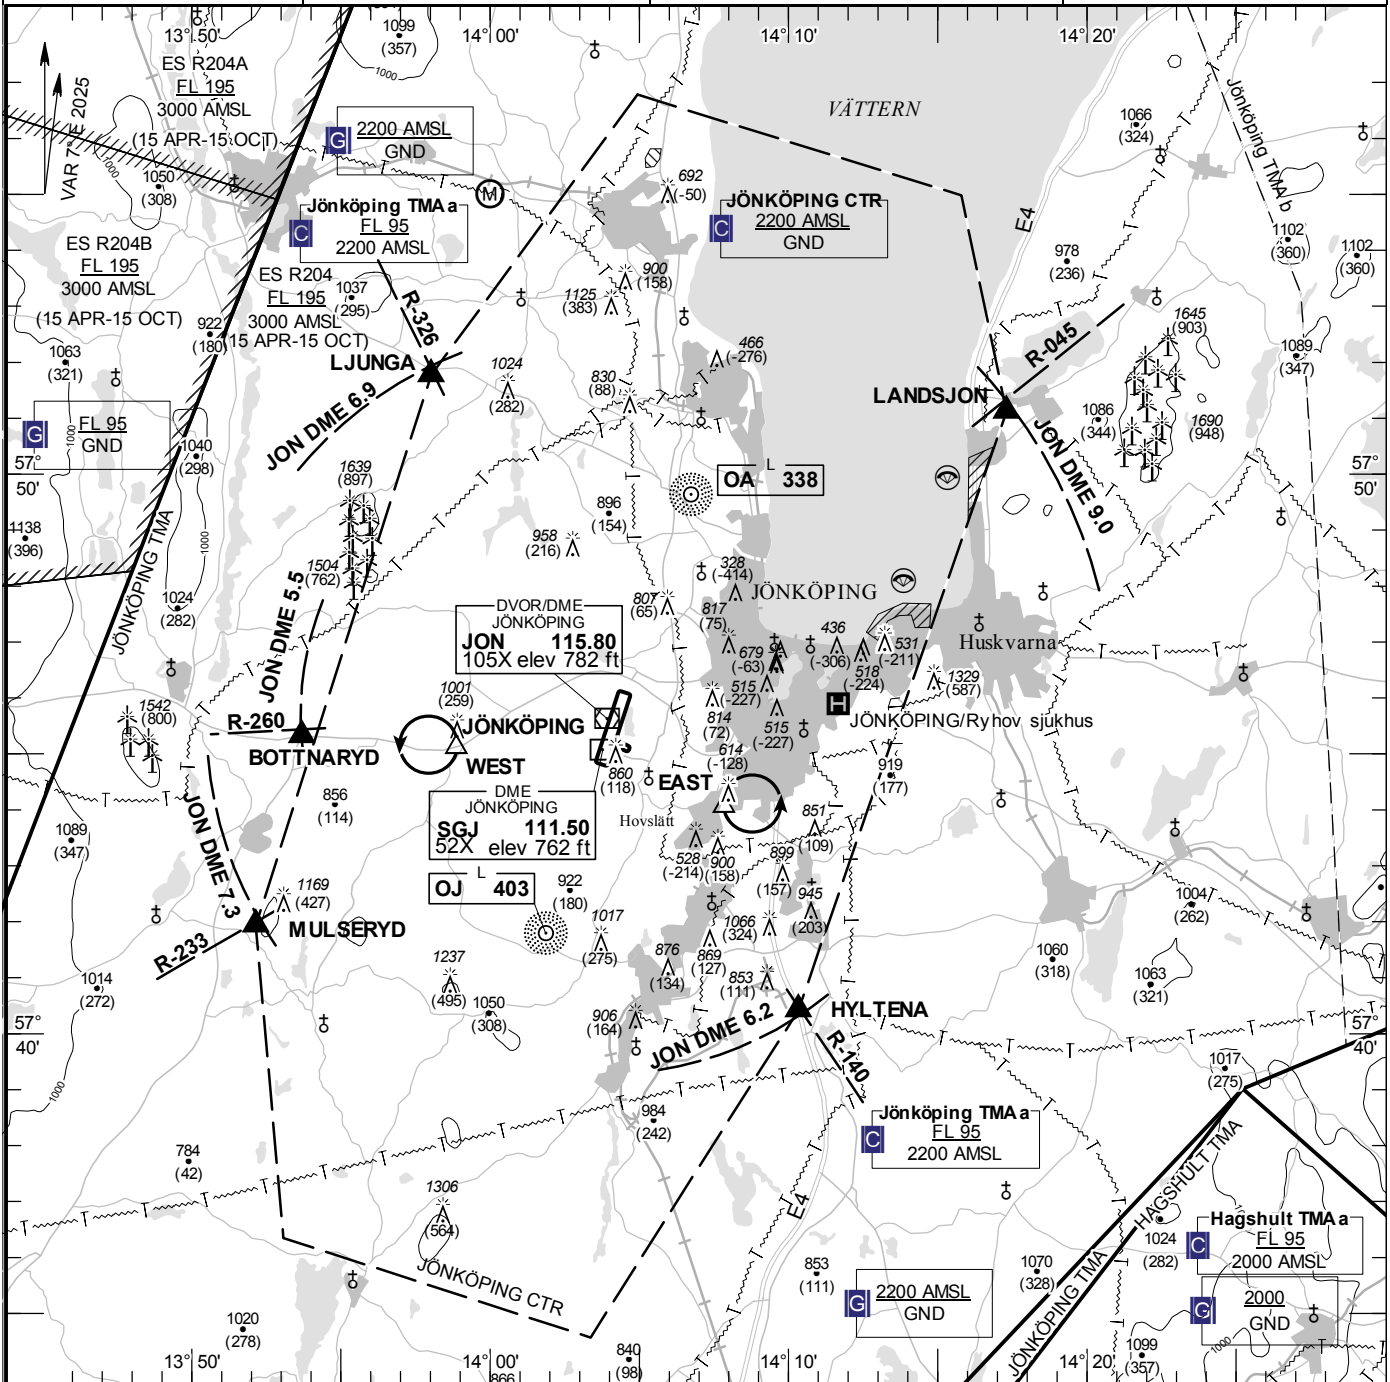 13°50'
1099
(357)
14°00'
14°10'
14°20'
ES R204A
FL 195
3000 AMSL
(15 APR-15 OCT)
1000
VAR 7° E 2025
1000
1050
(308)
G
2200 AMSL
GND
VÄTTERN
1066
(324)
Jönköping TMA b
M
692
(-50)
Jönköping TMA a
C
FL 95
2200 AMSL
JÖNKÖPING CTR
C
2200 AMSL
GND
E4
1102
(360)
1102
(360)
978
(236)
ES R204B
FL 195
3000 AMSL
(15 APR-15 OCT)
ES R204
FL 195
3000 AMSL
(15 APR-15 OCT)
1037
(295)
922
(180)
900
(158)
1125
(383)
R-326
1063
(321)
LJUNGA
1024
(282)
466
(-276)
830
(88)
R-045
1645
(903)
1089
(347)
LANDSJON
JON DME 6.9
G
FL 95
GND
1000
1040
(298)
1086
(344)
1690
(948)
JON DME 9.0
57°
50'
57°
50'
1639
(897)
L
OA 338
896
(154)
1138
(396)
1000
958
(216)
1504
(762)
328
(-414)
JÖNKÖPING
JÖNKÖPING TMA
1024
(282)
807
(65)
817
(75)
DVOR/DME
JÖNKÖPING
JON 115.80
105X elev 782 ft
JON DME 5.5
436
(-306)
531
(-211)
679
(-63)
518
(-224)
Huskvarna
1329
(587)
1001
(259)
515
(-227)
H
JÖNKÖPING/Ryhov sjukhus
1542
(800)
R-260
BOTTNARYD
JÖNKÖPING
WEST
814
(72)
515
(-227)
614
(-128)
860
(118)
EAST
919
(177)
DME
JÖNKÖPING
SGJ 111.50
52X elev 762 ft
JON DME 7.3
856
(114)
Hovslätt
851
(109)
1089
(347)
528
(-214)
900
(158)
899
(157)
L
OJ 403
922
(180)
1169
(427)
945
(203)
1004
(262)
MULSERYD
R-233
1017
(275)
1066
(324)
869
(127)
876
(134)
853
(111)
1060
(318)
1063
(321)
1014
(272)
1237
(495)
1050
(308)
906
(164)
HYLTENA
57°
40'
57°
40'
JON DME 6.2
R-140
1000
1017
(275)
984
(242)
Jönköping TMA a
C
FL 95
2200 AMSL
784
(42)
HAGSHULT TMA
1306
(564)
E4
Hagshult TMA a
C
FL 95
2000 AMSL
1024
(282)
JÖNKÖPING CTR
853
(111)
G
2200 AMSL
GND
1070
(328)
JÖNKÖPING TMA
G
2000
GND
1020
(278)
1000
13°50'
14°00'
866
840
(98)
14°10'
14°20'
1099
(357)